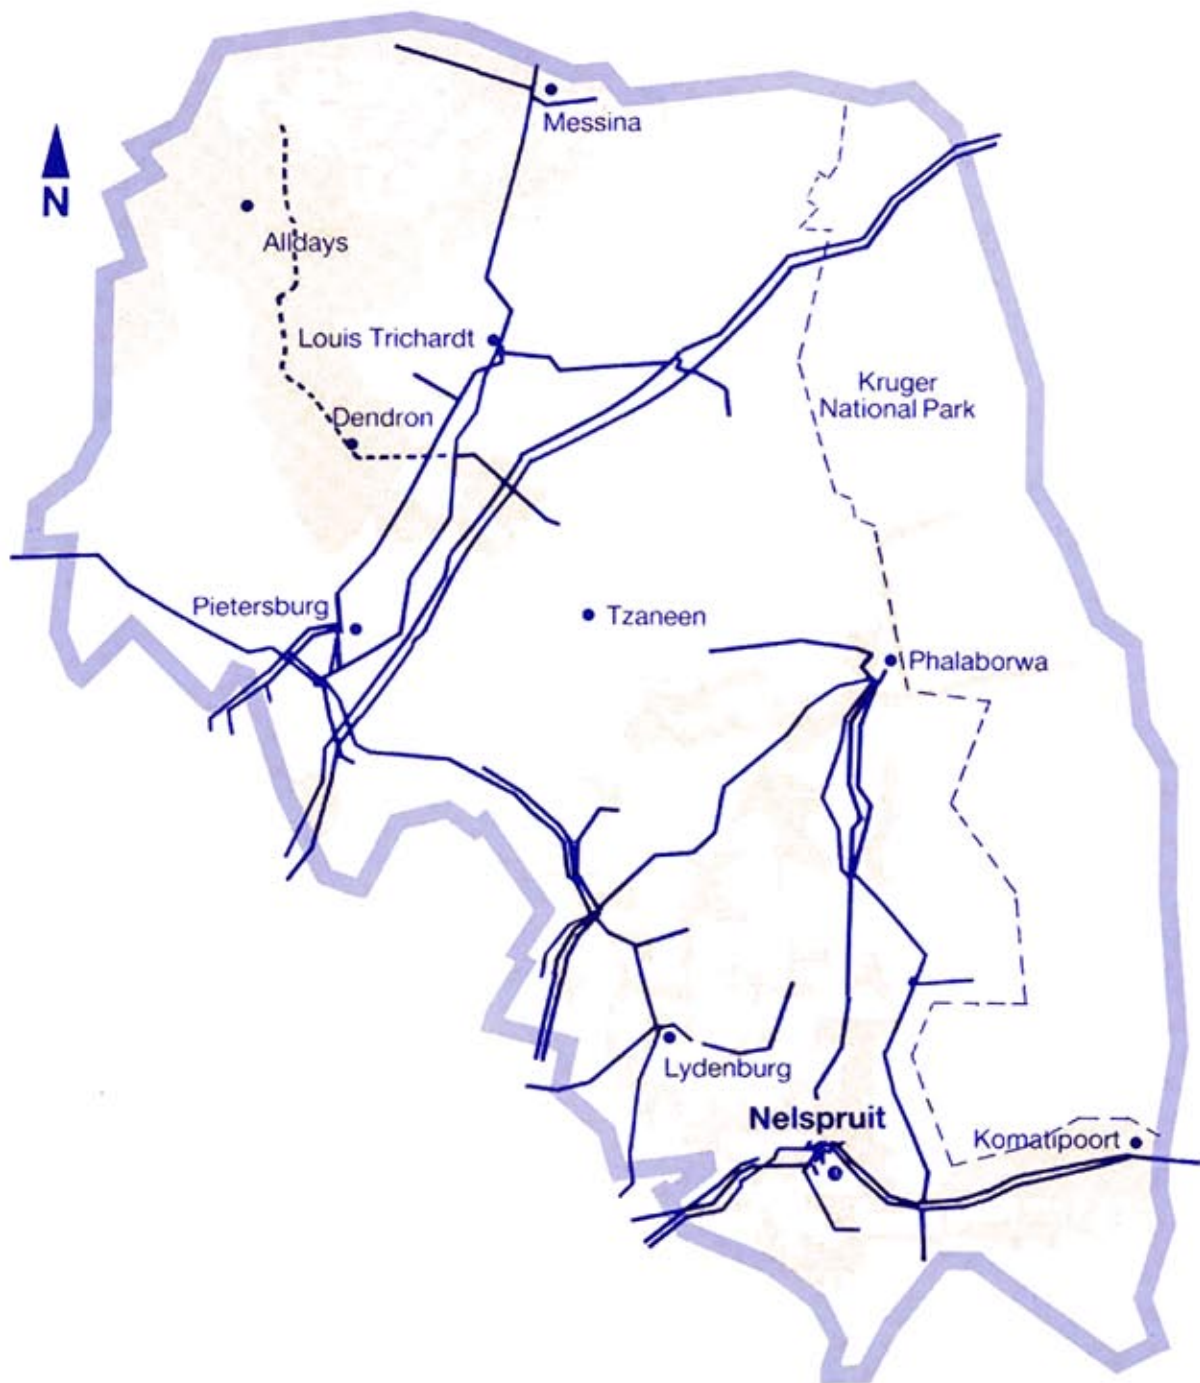 Messina
N
Alldays
Louis Trichardt
Kruger
National Park
Dendron
Pietersburg
Tzaneen
Phalaborwa
Lydenburg
Nelspruit
Komatipoort